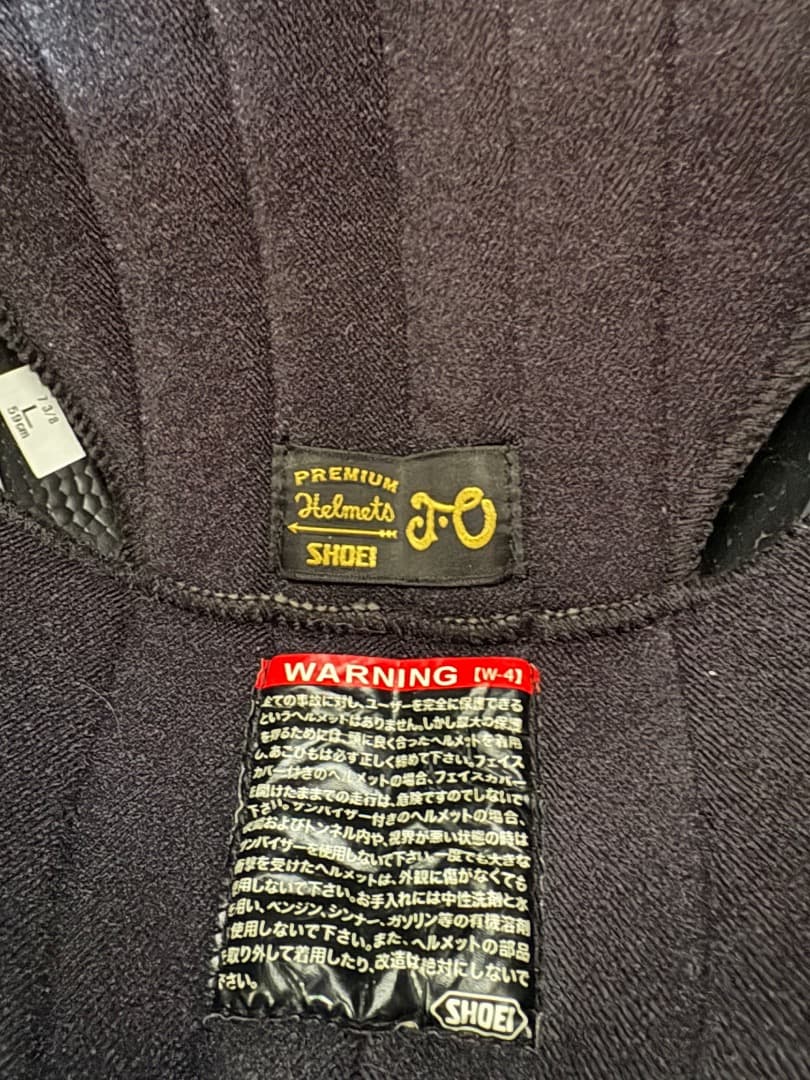 7 3/8
L
59cm
PREMIUM
Helmets
SHOEI
J・O
WARNING 【W-4】
全ての事故に対し、ユーザーを完全に保護できる
というヘルメットはありません。しかし最大の保護
を得るためには、頭に良く合ったヘルメットを着用
し、あごひもは必ず正しく締めて下さい。フェイス
カバー付きのヘルメットの場合、フェイスカバー
を開けたままでの走行は、危険ですのでしないで
下さい。サンバイザー付きのヘルメットの場合、
およびトンネル内や、視界が悪い状態の時は
サンバイザーを使用しないで下さい。一度でも大きな
衝撃を受けたヘルメットは、外観に傷がなくても
使用しないで下さい。お手入れには中性洗剤と水
を用い、ベンジン、シンナー、ガソリン等の有機溶剤
は使用しないで下さい。また、ヘルメットの部品
を取り外して着用したり、改造は絶対にしないで
下さい。
SHOEI